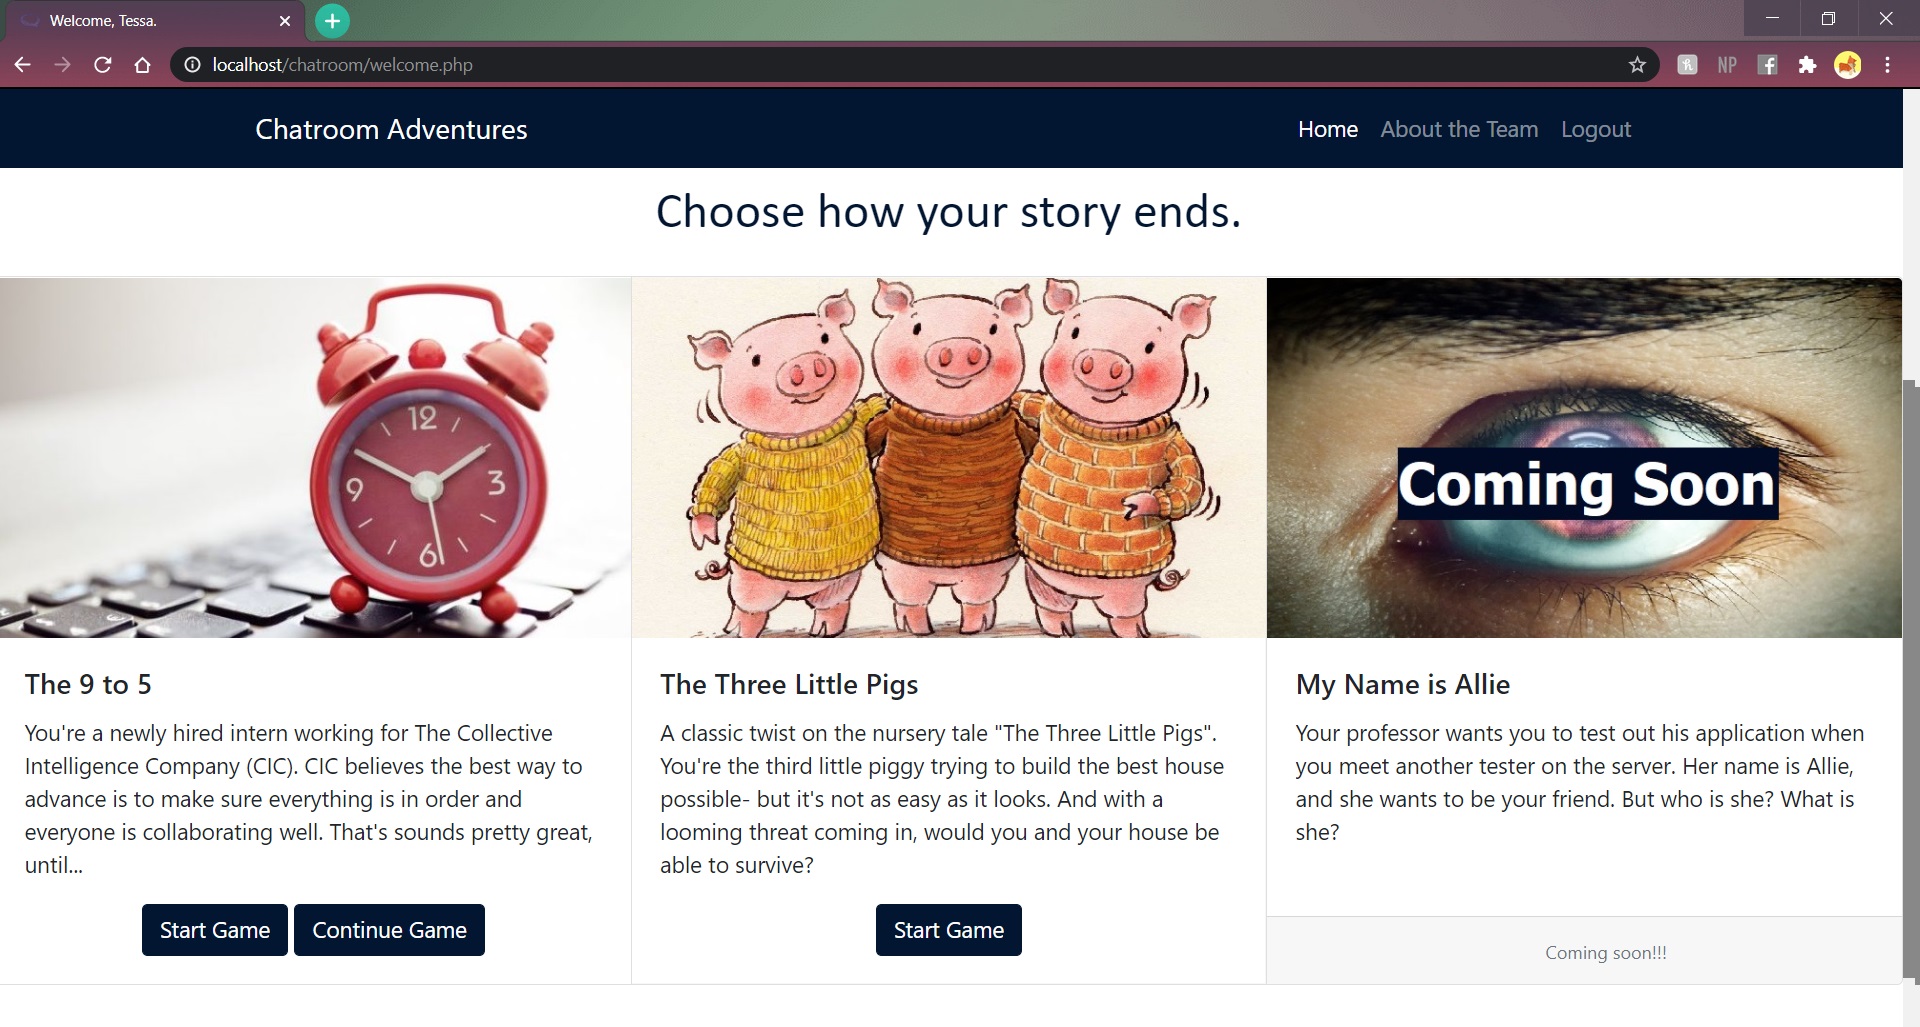 Welcome, Tessa.
localhost/chatroom/welcome.php
NP
Chatroom Adventures
Home About the Team Logout
Choose how your story ends.
12
3
9
6
Coming Soon
The 9 to 5
You're a newly hired intern working for The Collective
Intelligence Company (CIC). CIC believes the best way to
advance is to make sure everything is in order and
everyone is collaborating well. That's sounds pretty great,
until...
Start Game Continue Game
The Three Little Pigs
A classic twist on the nursery tale "The Three Little Pigs".
You're the third little piggy trying to build the best house
possible- but it's not as easy as it looks. And with a
looming threat coming in, would you and your house be
able to survive?
Start Game
My Name is Allie
Your professor wants you to test out his application when
you meet another tester on the server. Her name is Allie,
and she wants to be your friend. But who is she? What is
she?
Coming soon!!!